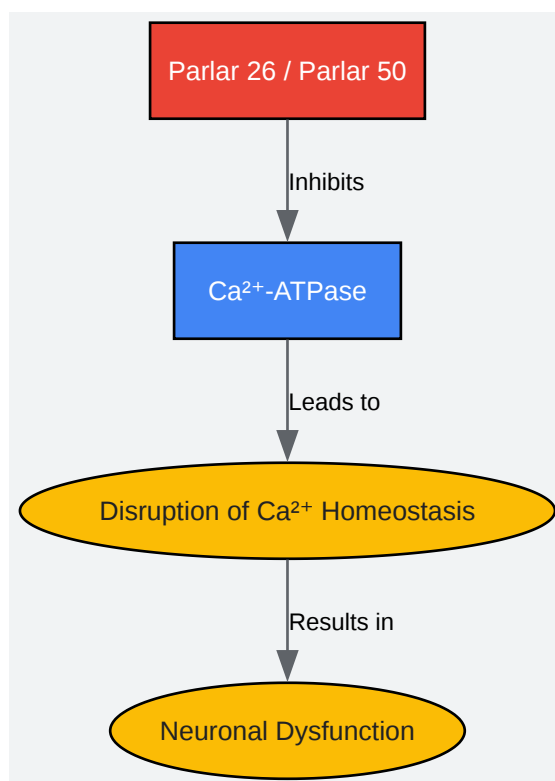 Parlar 26 / Parlar 50
Inhibits
Ca²⁺-ATPase
Leads to
Disruption of Ca²⁺ Homeostasis
Results in
Neuronal Dysfunction